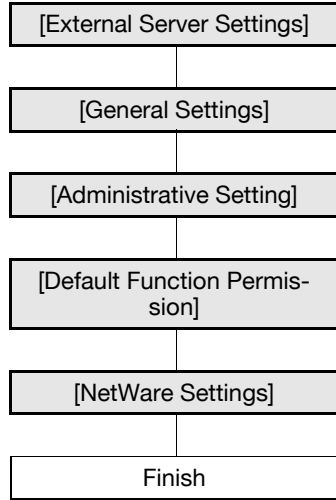 [External Server Settings]
[General Settings]
[Administrative Setting]
[Default Function Permis-
sion]
[NetWare Settings]
Finish